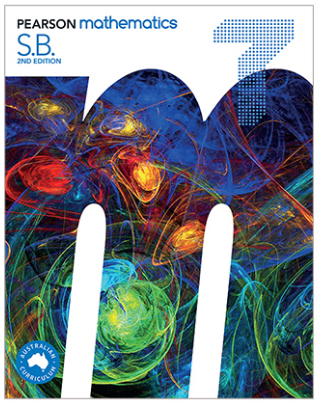 PEARSON mathematics
S.B.
2ND EDITION
7
m
AUSTRALIAN
CURRICULUM